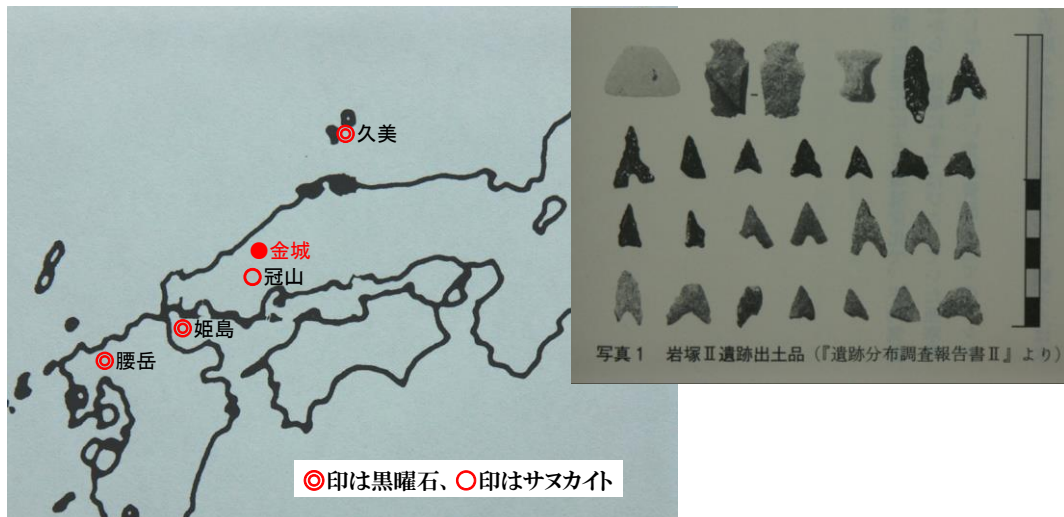 久美
金城
冠山
姫島
腰岳
◎印は黒曜石、○印はサヌカイト
写真1 岩塚Ⅱ遺跡出土品(『遺跡分布調査報告書Ⅱ』より)